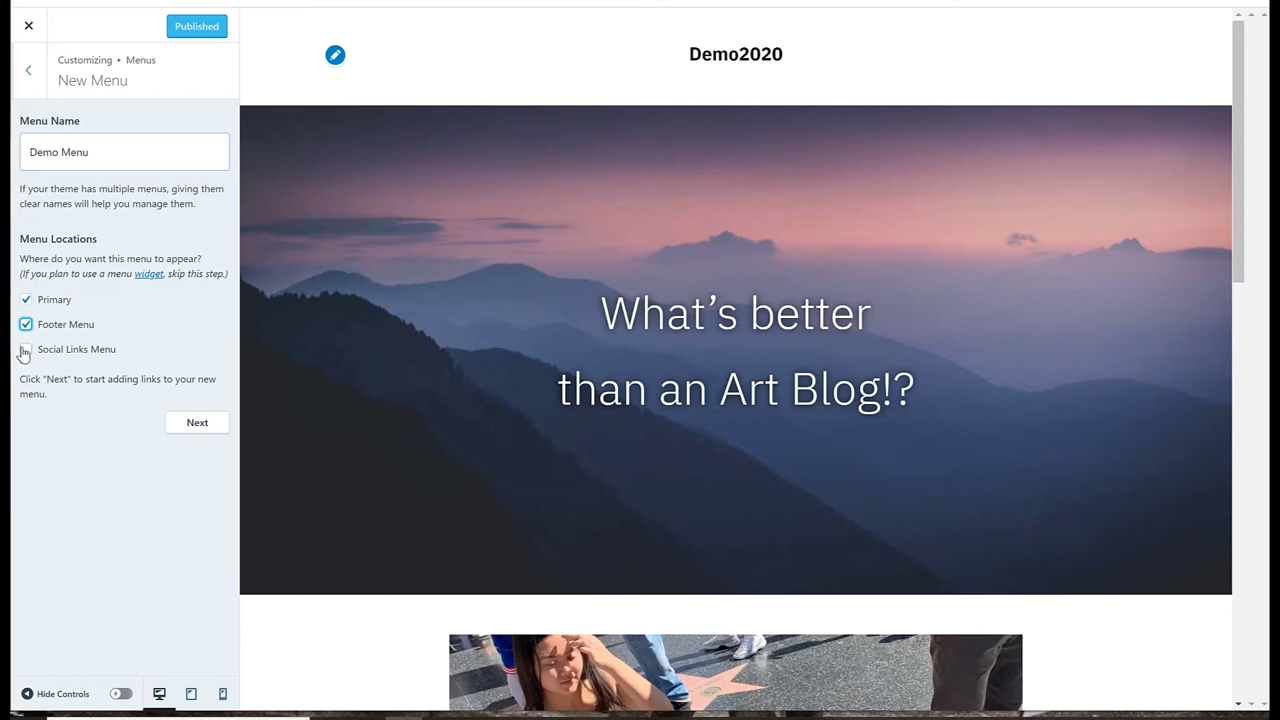 Published
Customizing ▸ Menus
New Menu
Menu Name
Demo Menu
If your theme has multiple menus, giving them
clear names will help you manage them.
Menu Locations
Where do you want this menu to appear?
(If you plan to use a menu widget, skip this step.)
Primary
Footer Menu
Social Links Menu
Click “Next” to start adding links to your new
menu.
Next
Hide Controls
Demo2020
What’s better
than an Art Blog!?